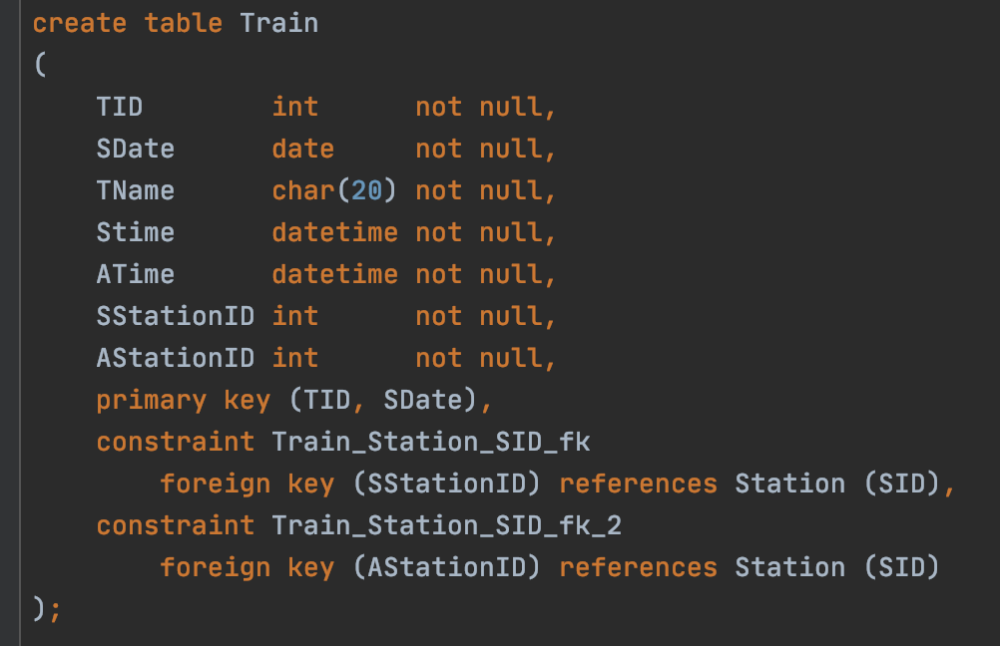 create table Train
(
    TID        int      not null,
    SDate      date     not null,
    TName      char(20) not null,
    Stime      datetime not null,
    ATime      datetime not null,
    SStationID int      not null,
    AStationID int      not null,
    primary key (TID, SDate),
    constraint Train_Station_SID_fk
        foreign key (SStationID) references Station (SID),
    constraint Train_Station_SID_fk_2
        foreign key (AStationID) references Station (SID)
);